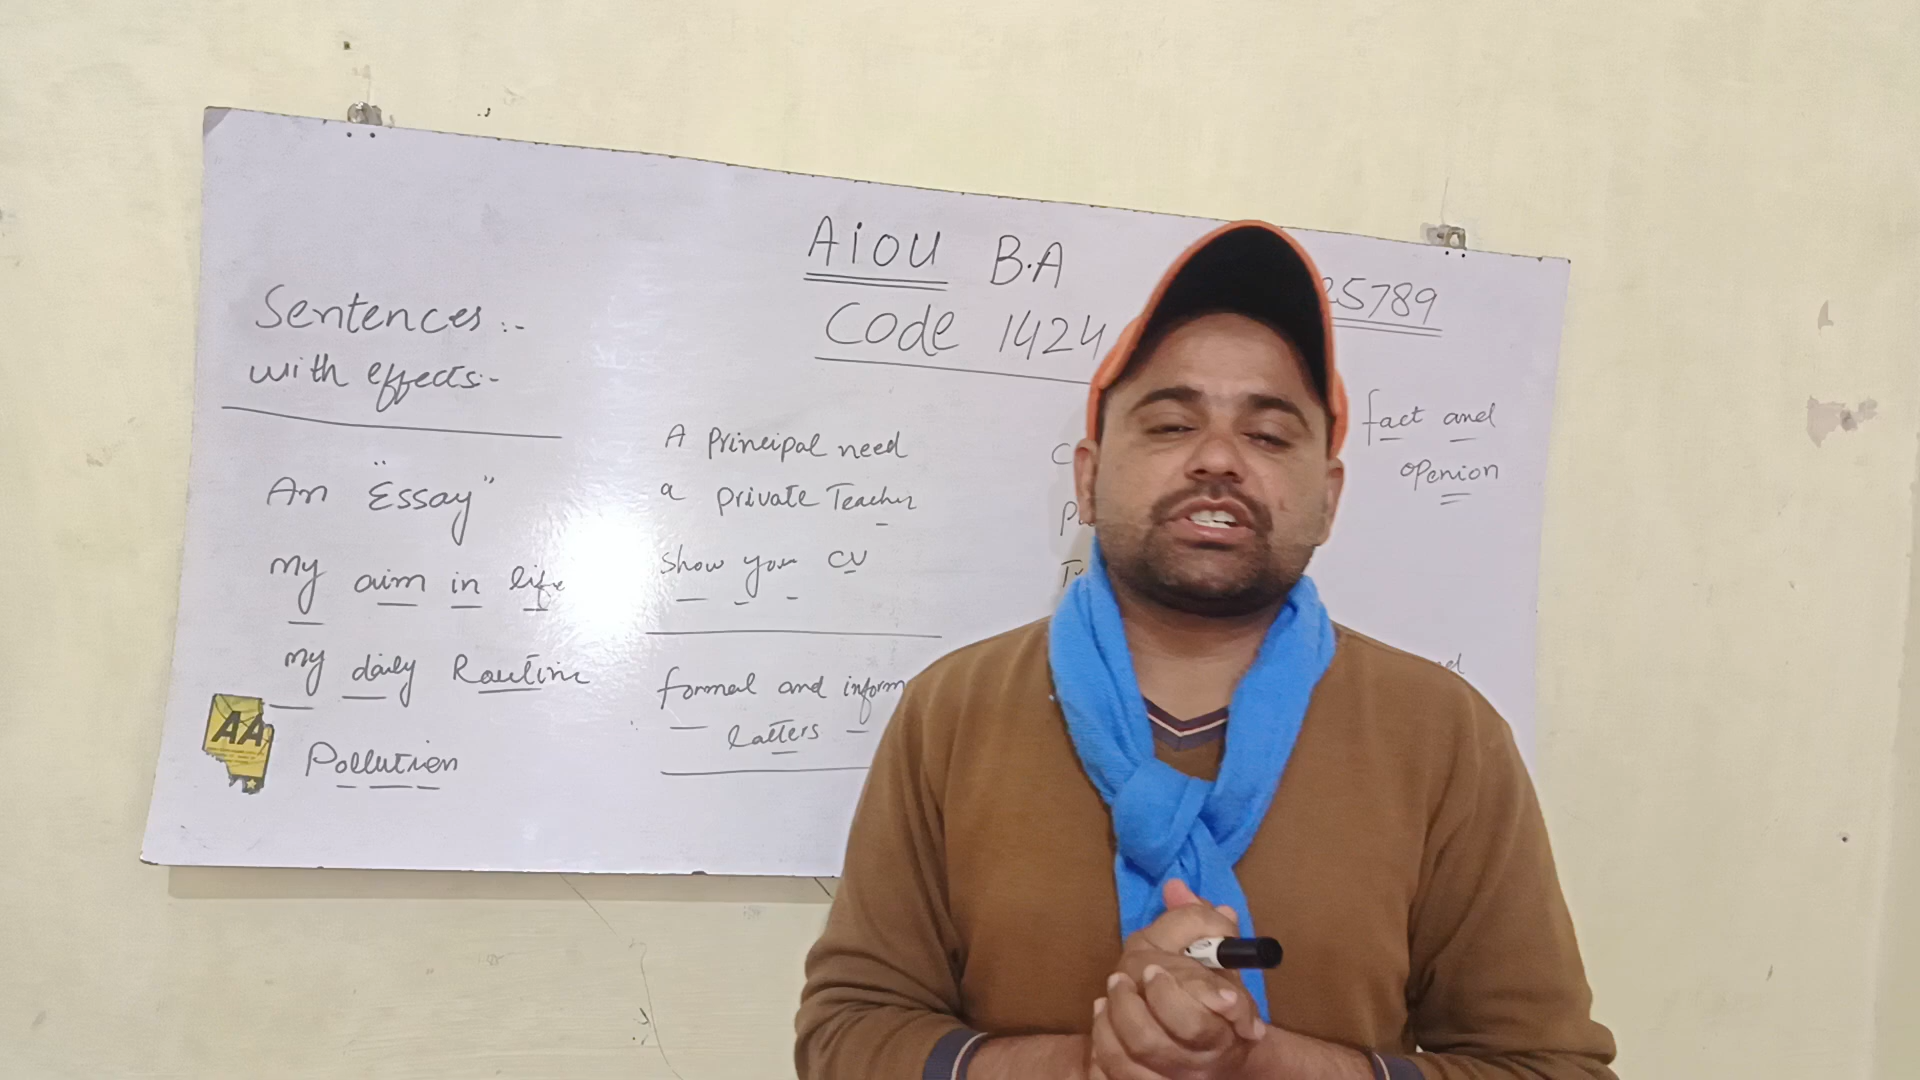 AiOU B.A
Code 1424
25789
Sentences :-
with effects:-
An "Essay"
My aim in life
My daily Routine
Pollution
AA
A Principal need
a private Teacher
Show your CV
formal and inform
latters
fact and
openion